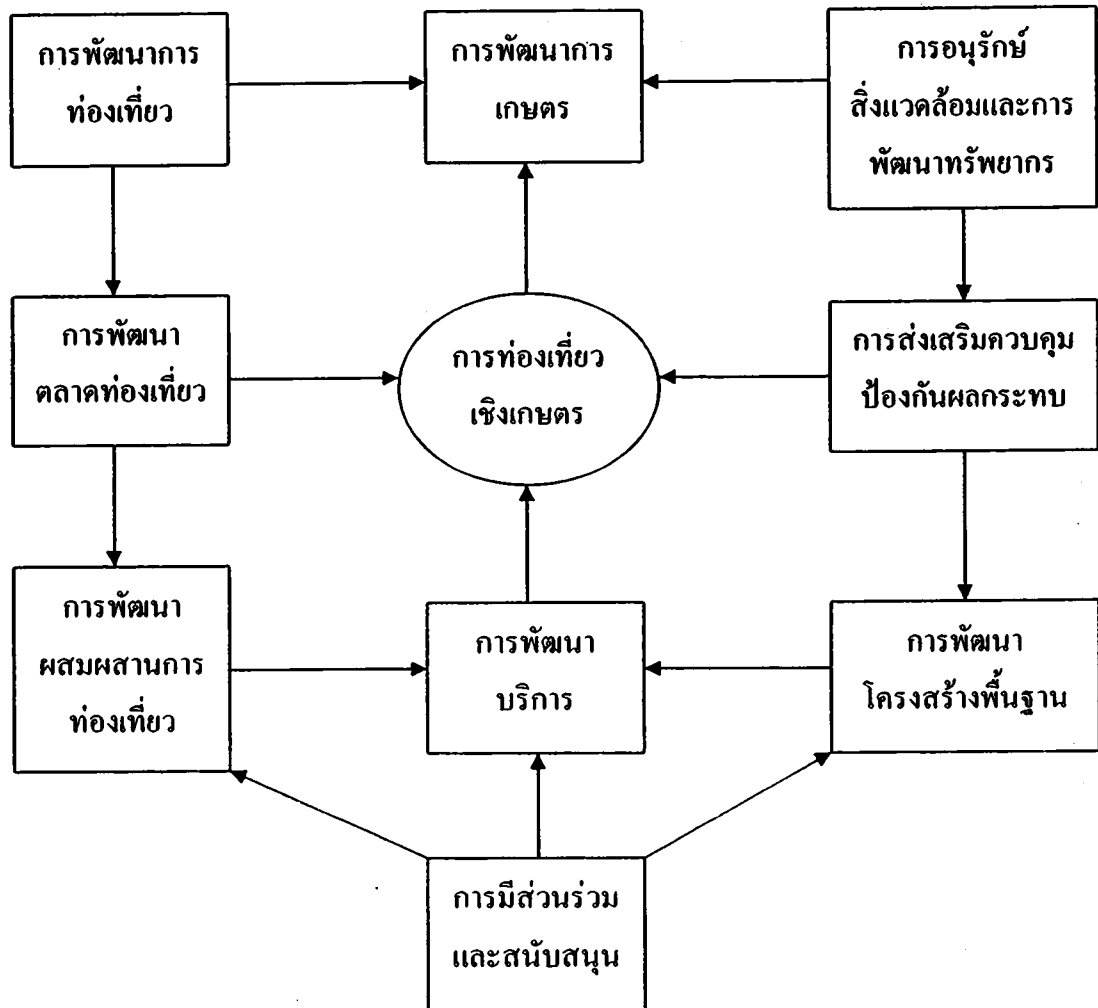 การพัฒนาการ
ท่องเที่ยว
การพัฒนาการ
เกษตร
การอนุรักษ์
สิ่งแวดล้อมและการ
พัฒนาทรัพยากร
การพัฒนา
ตลาดท่องเที่ยว
การท่องเที่ยว
เชิงเกษตร
การส่งเสริมควบคุม
ป้องกันผลกระทบ
การพัฒนา
ผสมผสานการ
ท่องเที่ยว
การพัฒนา
บริการ
การพัฒนา
โครงสร้างพื้นฐาน
การมีส่วนร่วม
และสนับสนุน